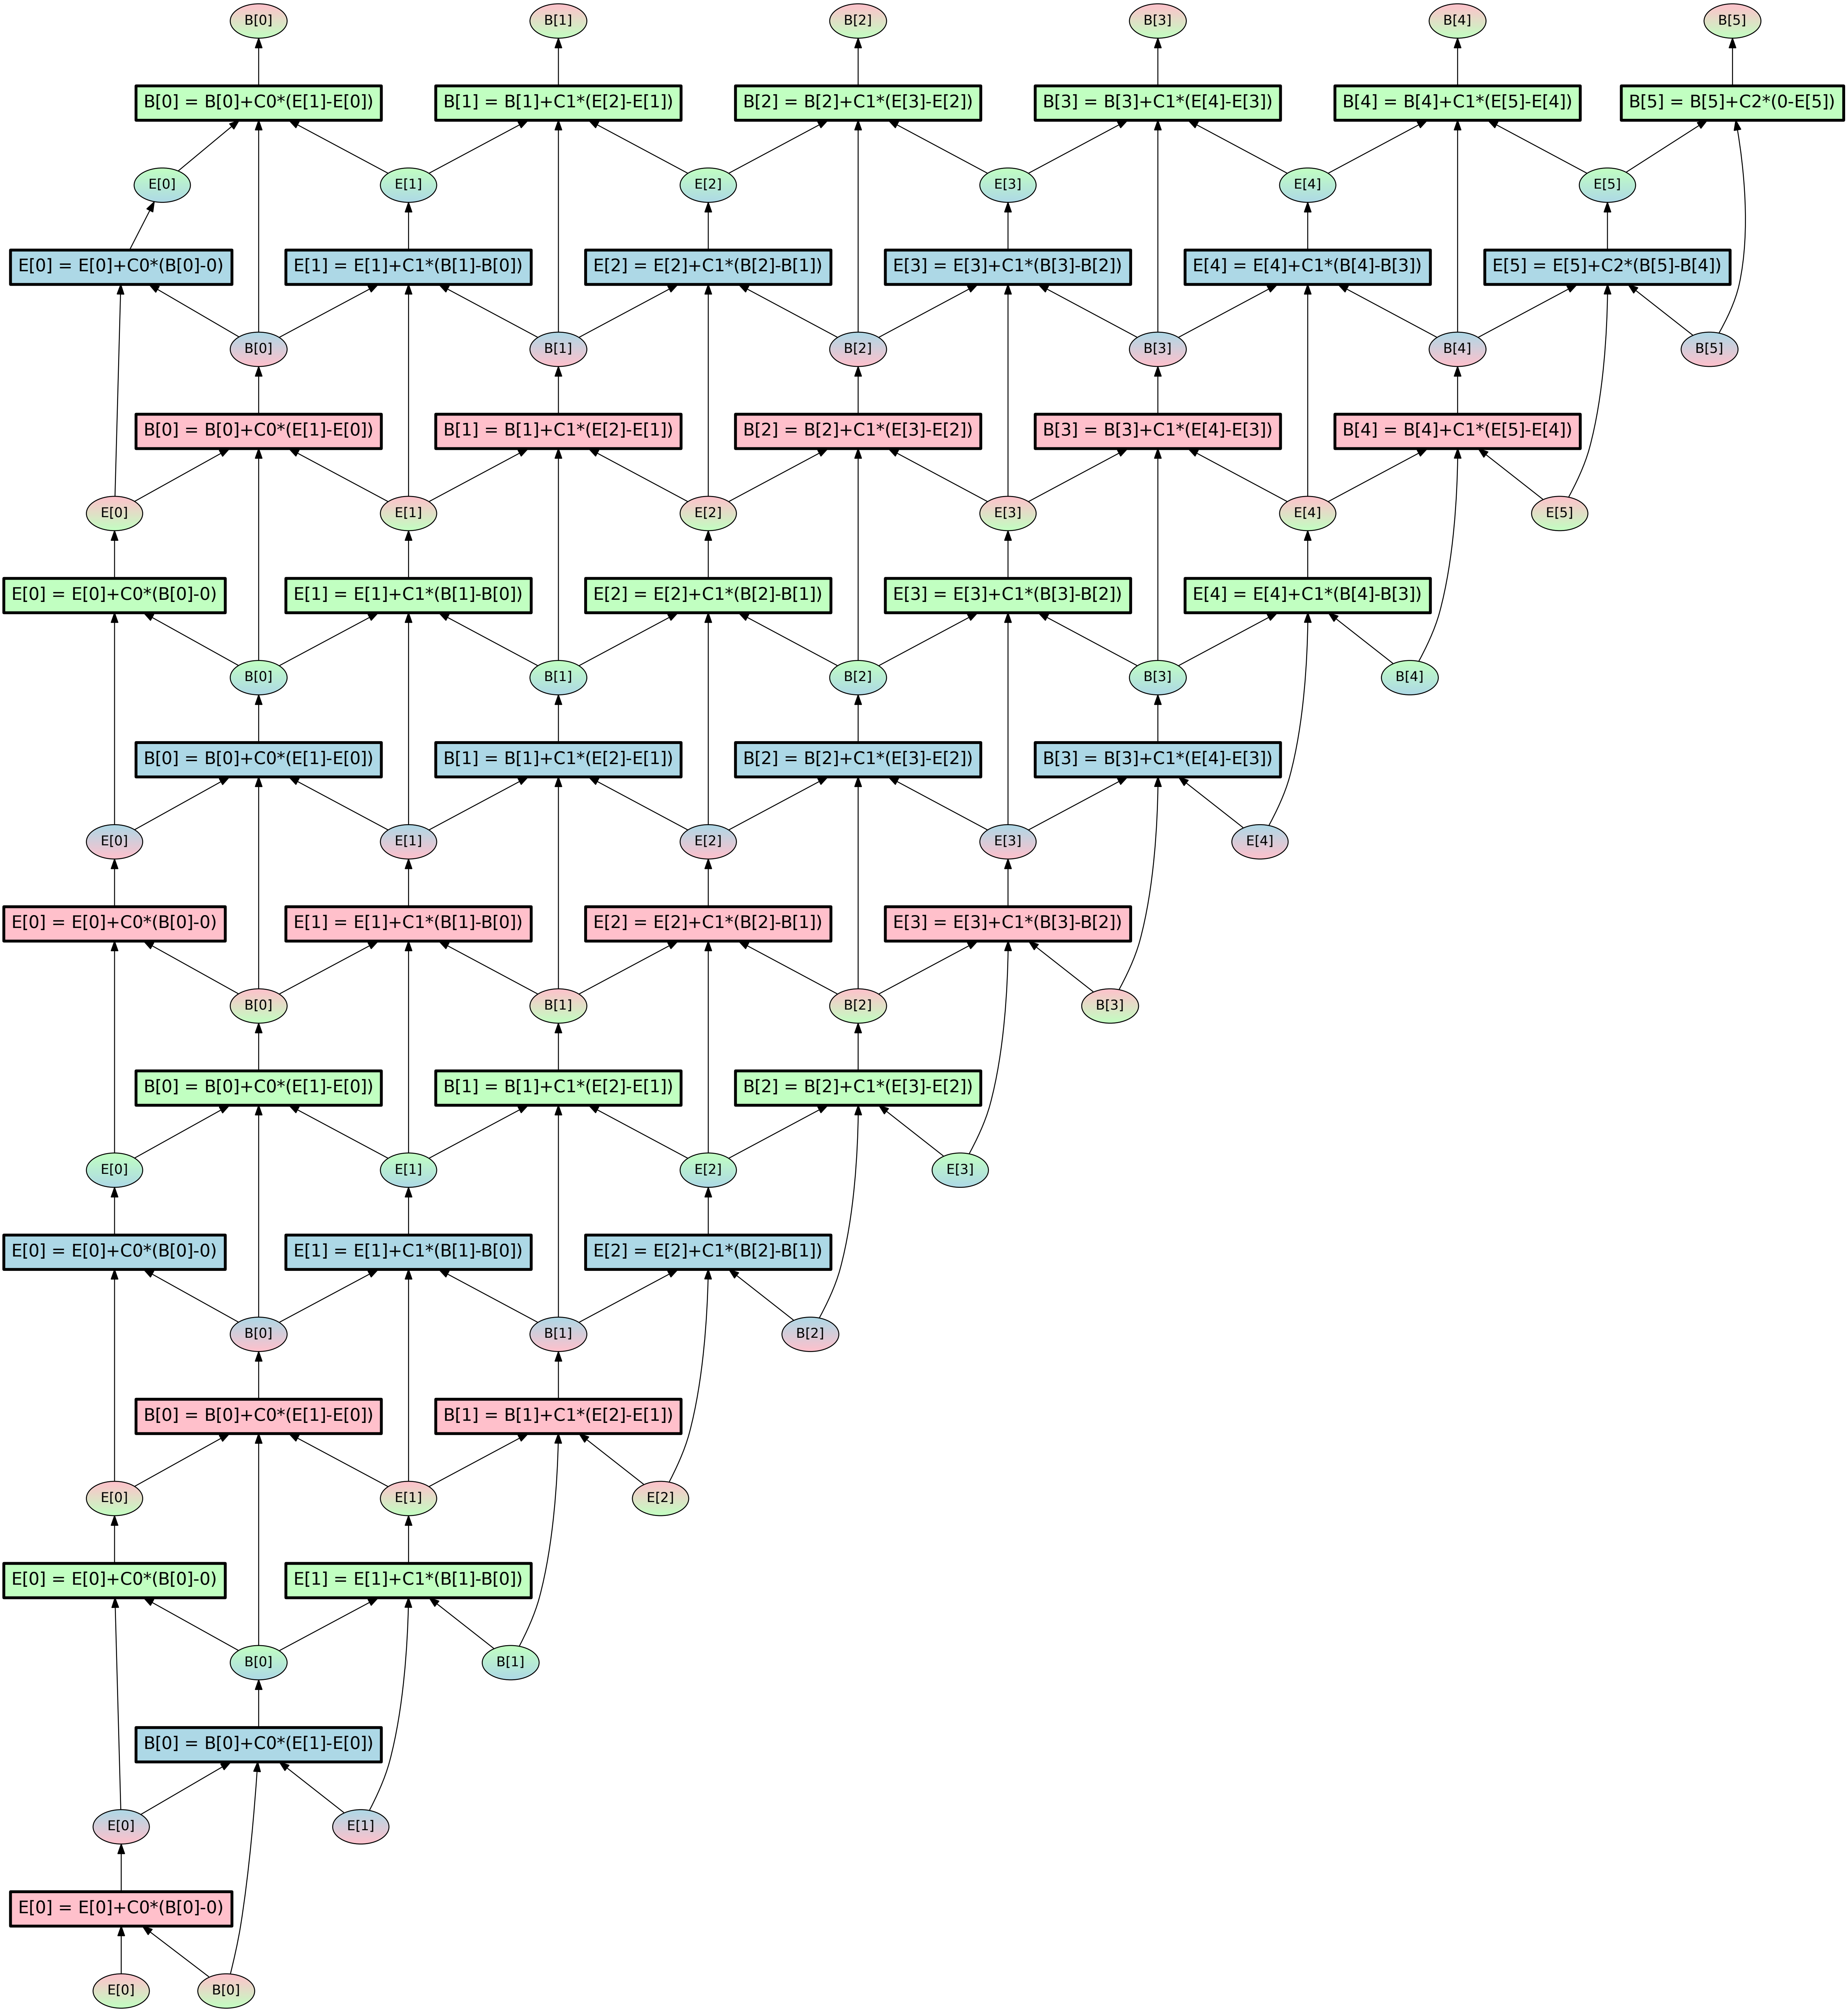 B[0] B[1] B[2] B[3] B[4] B[5]
B[0] = B[0]+C0*(E[1]-E[0]) B[1] = B[1]+C1*(E[2]-E[1]) B[2] = B[2]+C1*(E[3]-E[2]) B[3] = B[3]+C1*(E[4]-E[3]) B[4] = B[4]+C1*(E[5]-E[4]) B[5] = B[5]+C2*(0-E[5])
E[0] E[1] E[2] E[3] E[4] E[5]
E[0] = E[0]+C0*(B[0]-0) E[1] = E[1]+C1*(B[1]-B[0]) E[2] = E[2]+C1*(B[2]-B[1]) E[3] = E[3]+C1*(B[3]-B[2]) E[4] = E[4]+C1*(B[4]-B[3]) E[5] = E[5]+C2*(B[5]-B[4])
B[0] B[1] B[2] B[3] B[4] B[5]
B[0] = B[0]+C0*(E[1]-E[0]) B[1] = B[1]+C1*(E[2]-E[1]) B[2] = B[2]+C1*(E[3]-E[2]) B[3] = B[3]+C1*(E[4]-E[3]) B[4] = B[4]+C1*(E[5]-E[4])
E[0] E[1] E[2] E[3] E[4] E[5]
E[0] = E[0]+C0*(B[0]-0) E[1] = E[1]+C1*(B[1]-B[0]) E[2] = E[2]+C1*(B[2]-B[1]) E[3] = E[3]+C1*(B[3]-B[2]) E[4] = E[4]+C1*(B[4]-B[3])
B[0] B[1] B[2] B[3] B[4]
B[0] = B[0]+C0*(E[1]-E[0]) B[1] = B[1]+C1*(E[2]-E[1]) B[2] = B[2]+C1*(E[3]-E[2]) B[3] = B[3]+C1*(E[4]-E[3])
E[0] E[1] E[2] E[3] E[4]
E[0] = E[0]+C0*(B[0]-0) E[1] = E[1]+C1*(B[1]-B[0]) E[2] = E[2]+C1*(B[2]-B[1]) E[3] = E[3]+C1*(B[3]-B[2])
B[0] B[1] B[2] B[3]
B[0] = B[0]+C0*(E[1]-E[0]) B[1] = B[1]+C1*(E[2]-E[1]) B[2] = B[2]+C1*(E[3]-E[2])
E[0] E[1] E[2] E[3]
E[0] = E[0]+C0*(B[0]-0) E[1] = E[1]+C1*(B[1]-B[0]) E[2] = E[2]+C1*(B[2]-B[1])
B[0] B[1] B[2]
B[0] = B[0]+C0*(E[1]-E[0]) B[1] = B[1]+C1*(E[2]-E[1])
E[0] E[1] E[2]
E[0] = E[0]+C0*(B[0]-0) E[1] = E[1]+C1*(B[1]-B[0])
B[0] B[1]
B[0] = B[0]+C0*(E[1]-E[0])
E[0] E[1]
E[0] = E[0]+C0*(B[0]-0)
E[0] B[0]